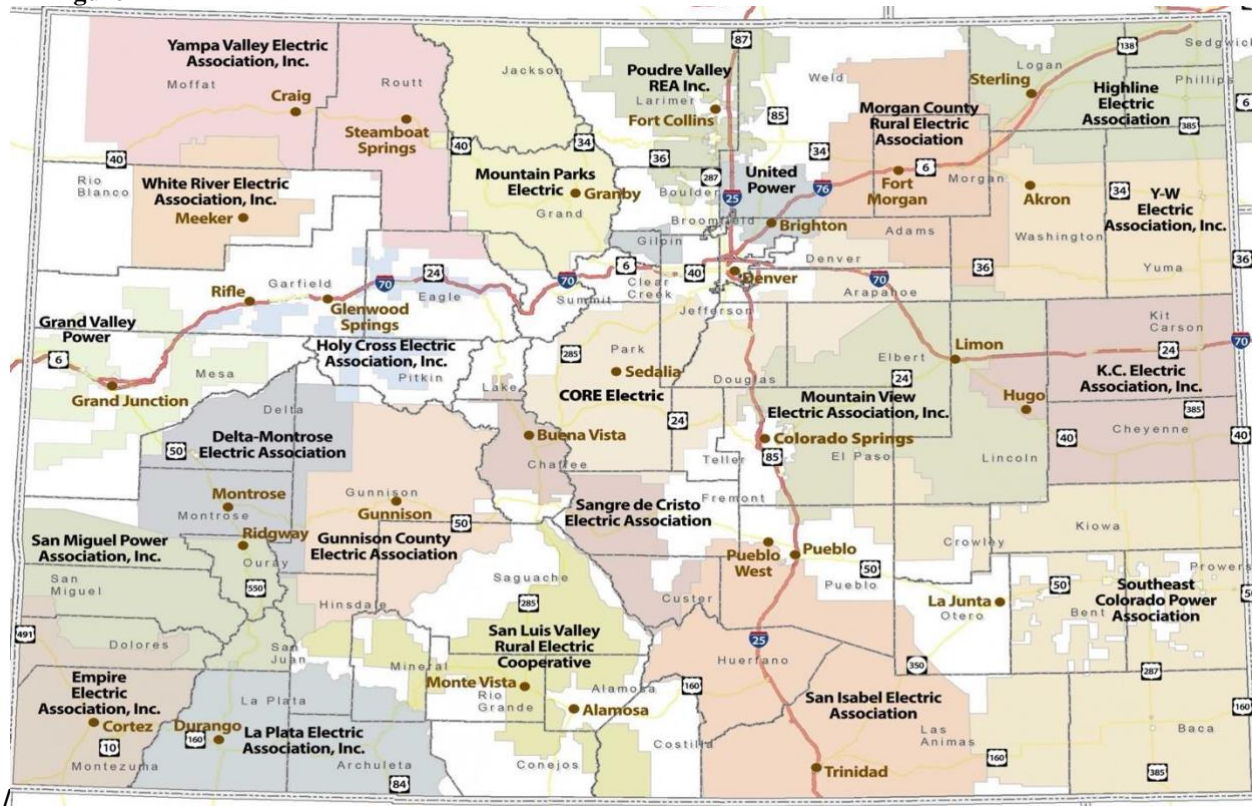 87
138
Sedgwick
Yampa Valley Electric
Association, Inc.
Moffat
Routt
Craig
Steamboat
Springs
Jackson
Poudre Valley
REA Inc.
Larimer
Fort Collins
Weld
85
Logan
Sterling
Phillips
Highline
Electric
Association
385
6
Morgan County
Rural Electric
Association
40
40
34
36
287
34
6
Rio
Blanco
White River Electric
Association, Inc.
Meeker
Mountain Parks
Electric
Granby
Grand
Boulder
25
United
Power
76
Fort
Morgan
Morgan
Akron
34
Y-W
Electric
Association, Inc.
Washington
Yuma
Broomfield
Brighton
Adams
Gilpin
36
Rifle
Garfield
70
24
Eagle
Glenwood
Springs
70
6
Summit
Clear
Creek
40
Denver
Denver
70
Arapahoe
Jefferson
Grand Valley
Power
6
Mesa
Grand Junction
Holy Cross Electric
Association, Inc.
Pitkin
Lake
285
Park
Sedalia
CORE Electric
Douglas
Elbert
24
Limon
Kit
Carson
24
70
K.C. Electric
Association, Inc.
385
Cheyenne
40
40
Hugo
Lincoln
Mountain View
Electric Association, Inc.
Colorado Springs
85
El Paso
Teller
24
Delta
Delta-Montrose
Electric Association
50
Montrose
Montrose
Buena Vista
Chaffee
Gunnison
Gunnison
50
Gunnison County
Electric Association
Sangre de Cristo
Electric Association
Fremont
Pueblo
West
Pueblo
Pueblo
50
Crowley
Kiowa
San Miguel Power
Association, Inc.
Ridgway
Ouray
San
Miguel
550
Hinsdale
Saguache
285
Custer
La Junta
Otero
50
Bent
50
Prowers
Southeast
Colorado Power
Association
287
350
491
Dolores
San
Juan
Mineral
San Luis Valley
Rural Electric
Cooperative
Monte Vista
Rio
Grande
Alamosa
Alamosa
160
25
Huerfano
San Isabel Electric
Association
Empire
Electric
Association, Inc.
Cortez
10
Montezuma
Durango
160
La Plata
La Plata Electric
Association, Inc.
Archuleta
84
Conejos
Costilla
Las
Animas
160
Trinidad
Baca
160
385